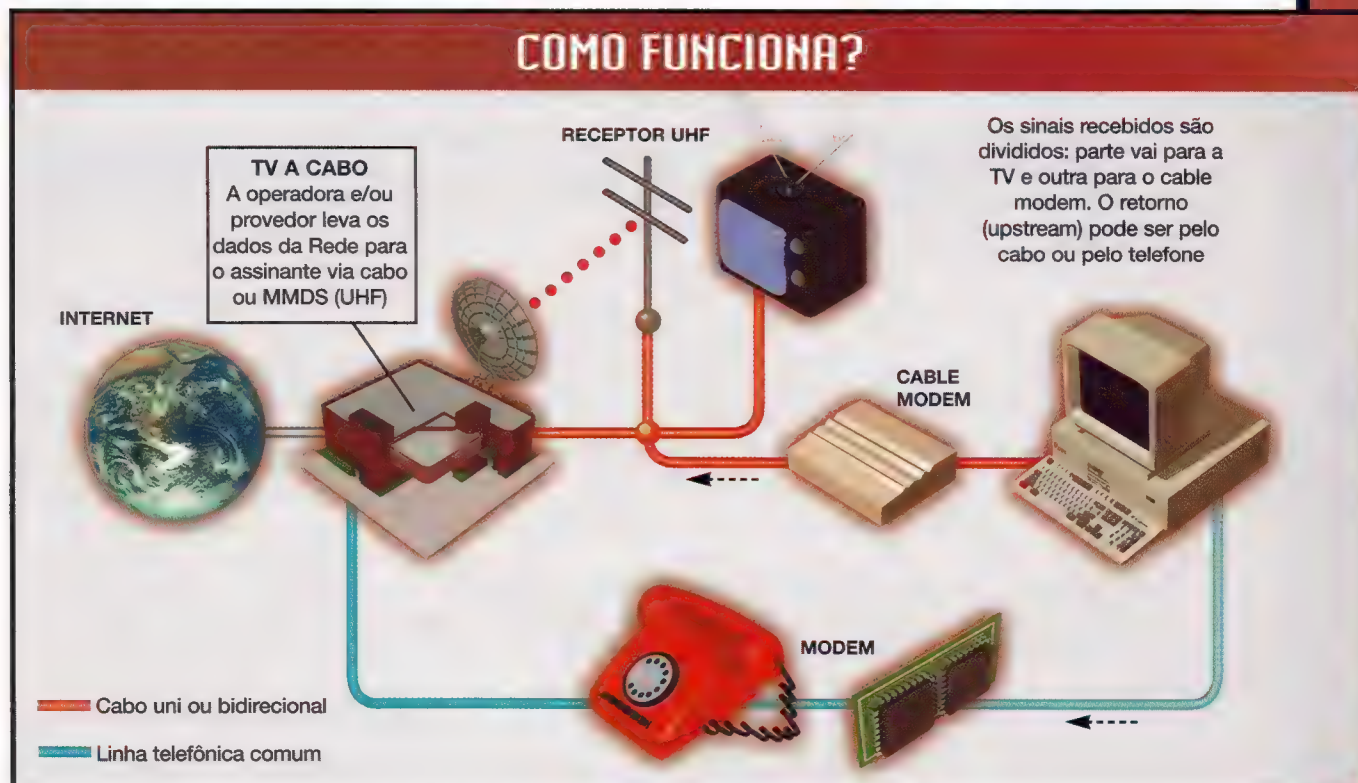 COMO FUNCIONA?
TV A CABO
A operadora e/ou
provedor leva os
dados da Rede para
o assinante via cabo
ou MMDS (UHF)
RECEPTOR UHF
Os sinais recebidos são
divididos: parte vai para a
TV e outra para o cable
modem. O retorno
(upstream) pode ser pelo
cabo ou pelo telefone
INTERNET
CABLE
MODEM
MODEM
Cabo uni ou bidirecional
Linha telefônica comum